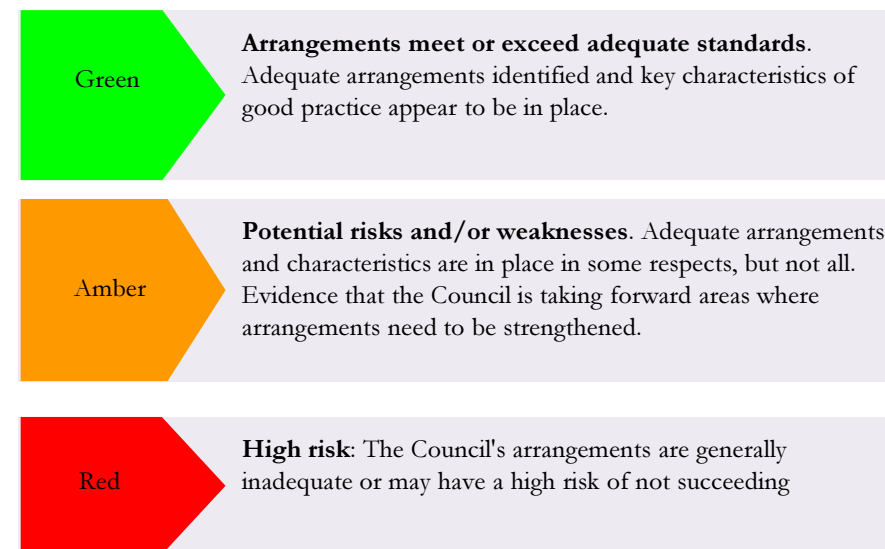 Green
Arrangements meet or exceed adequate standards.
Adequate arrangements identified and key characteristics of
good practice appear to be in place.
Amber
Potential risks and/or weaknesses. Adequate arrangements
and characteristics are in place in some respects, but not all.
Evidence that the Council is taking forward areas where
arrangements need to be strengthened.
Red
High risk: The Council's arrangements are generally
inadequate or may have a high risk of not succeeding